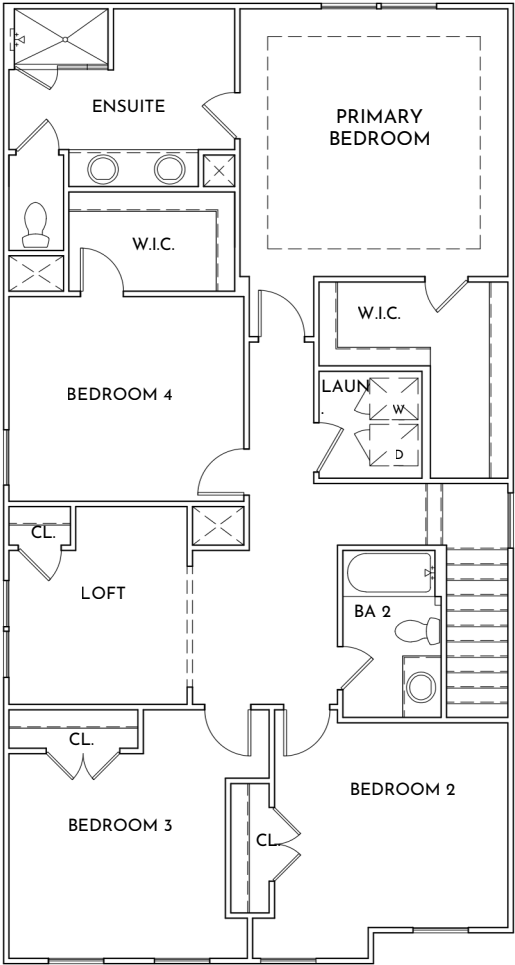 ENSUITE
PRIMARY
BEDROOM
W.I.C.
W.I.C.
BEDROOM 4
LAUN
.
W
D
CL.
LOFT
BA 2
CL.
BEDROOM 2
BEDROOM 3
CL.